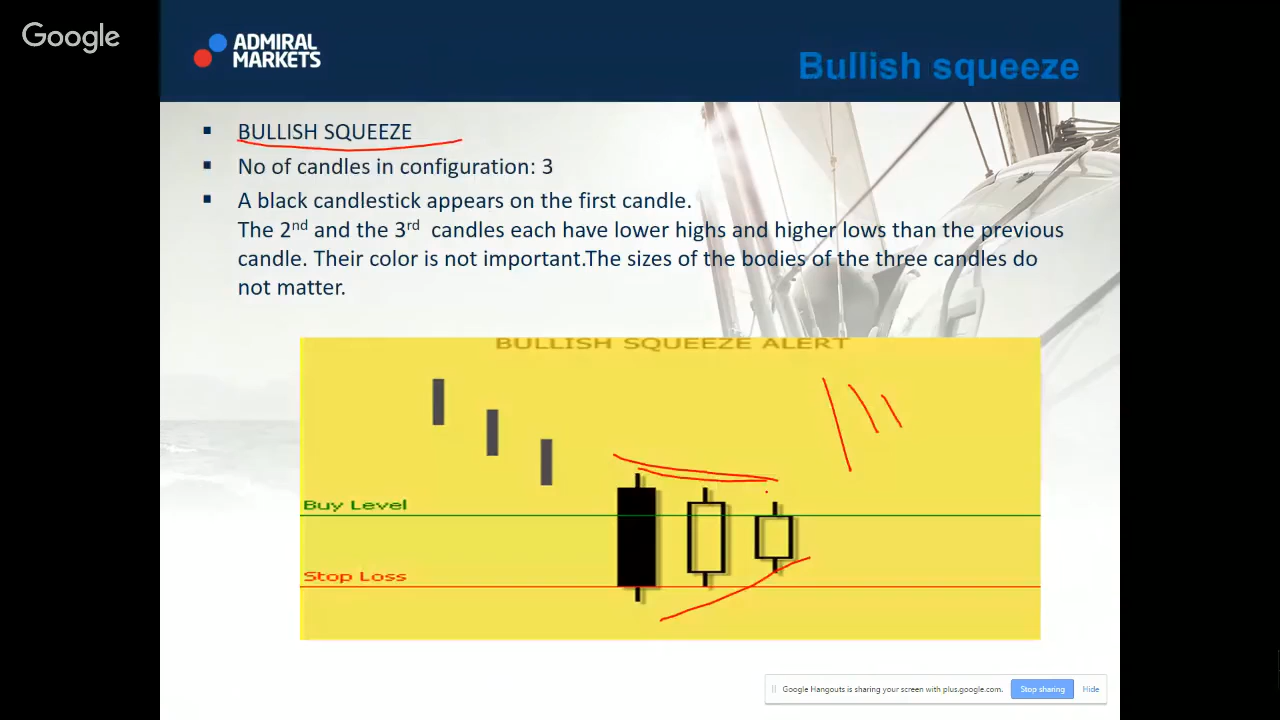 Google
ADMIRAL
MARKETS
Bullish squeeze
▪ BULLISH SQUEEZE
▪ No of candles in configuration: 3
▪ A black candlestick appears on the first candle.
The 2nd and the 3rd candles each have lower highs and higher lows than the previous
candle. Their color is not important.The sizes of the bodies of the three candles do
not matter.
BULLISH SQUEEZE ALERT
Buy Level
Stop Loss
Google Hangouts is sharing your screen with plus.google.com. Stop sharing Hide